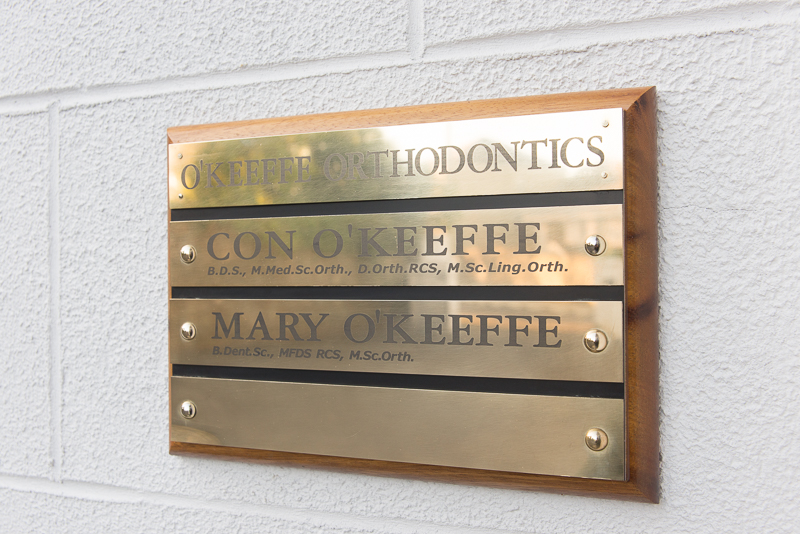 O'KEEFFE ORTHODONTICS
CON O'KEEFFE
B.D.S., M.Med.Sc.Orth., D.Orth.RCS, M.Sc.Ling.Orth.
MARY O'KEEFFE
B.Dent.Sc., MFDS RCS, M.Sc.Orth.